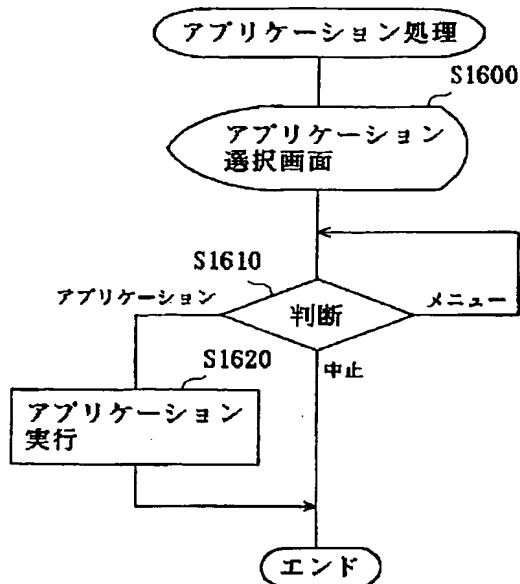 アプリケーション処理
S1600
アプリケーション
選択画面
S1610
アプリケーション
判断
メニュー
S1620
中止
アプリケーション
実行
エンド